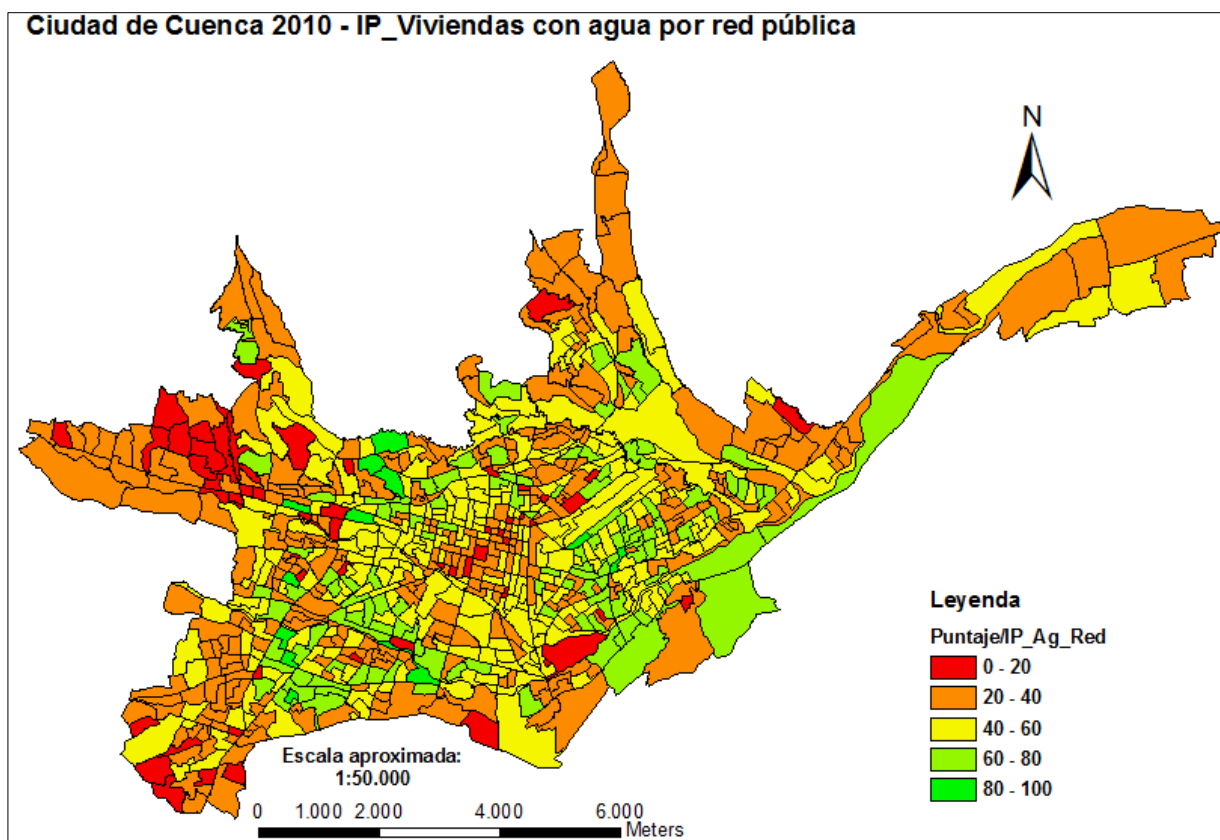 Ciudad de Cuenca 2010 - IP_Viviendas con agua por red pública
N
Leyenda
Puntaje/IP_Ag_Red
0 - 20
20 - 40
40 - 60
60 - 80
80 - 100
Escala aproximada:
1:50.000
0 1.000 2.000 4.000 6.000
Meters